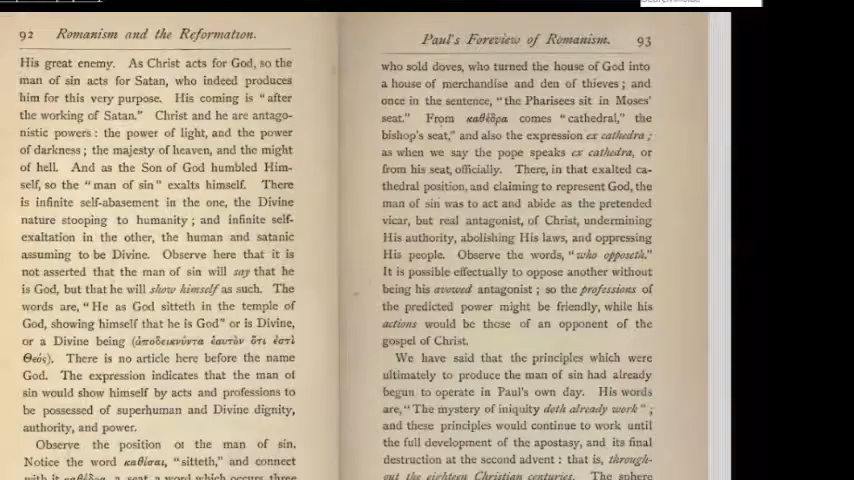 92 Romanism and the Reformation.
His great enemy. As Christ acts for God, so the
man of sin acts for Satan, who indeed produces
him for this very purpose. His coming is “ after
the working of Satan.” Christ and he are antago-
nistic powers : the power of light, and the power
of darkness ; the majesty of heaven, and the might
of hell. And as the Son of God humbled Him-
self, so the “ man of sin ” exalts himself. There
is infinite self-abasement in the one, the Divine
nature stooping to humanity ; and infinite self-
exaltation in the other, the human and satanic
assuming to be Divine. Observe here that it is
not asserted that the man of sin will say that he
is God, but that he will show himself as such. The
words are, “ He as God sitteth in the temple of
God, showing himself that he is God” or is Divine,
or a Divine being (ἀποδεικνύντα ἑαυτὸν ὅτι ἐστὶ
Θεός). There is no article here before the name
God. The expression indicates that the man of
sin would show himself by acts and professions to
be possessed of superhuman and Divine dignity,
authority, and power.
Observe the position of the man of sin.
Notice the word καθίσαι, “sitteth,” and connect
with it καθέδρα, a seat, a word which occurs three
Paul's Foreview of Romanism. 93
who sold doves, who turned the house of God into
a house of merchandise and den of thieves ; and
once in the sentence, “the Pharisees sit in Moses’
seat.” From καθέδρα comes “cathedral,” the
bishop’s seat,” and also the expression ex cathedra ;
as when we say the pope speaks ex cathedra, or
from his seat, officially. There, in that exalted ca-
thedral position, and claiming to represent God, the
man of sin was to act and abide as the pretended
vicar, but real antagonist, of Christ, undermining
His authority, abolishing His laws, and oppressing
His people. Observe the words, “who opposeth.”
It is possible effectually to oppose another without
being his avowed antagonist ; so the professions of
the predicted power might be friendly, while his
actions would be those of an opponent of the
gospel of Christ.
We have said that the principles which were
ultimately to produce the man of sin had already
begun to operate in Paul’s own day. His words
are, “ The mystery of iniquity doth already work ” ;
and these principles would continue to work until
the full development of the apostasy, and its final
destruction at the second advent : that is, through-
out the eighteen Christian centuries. The sphere